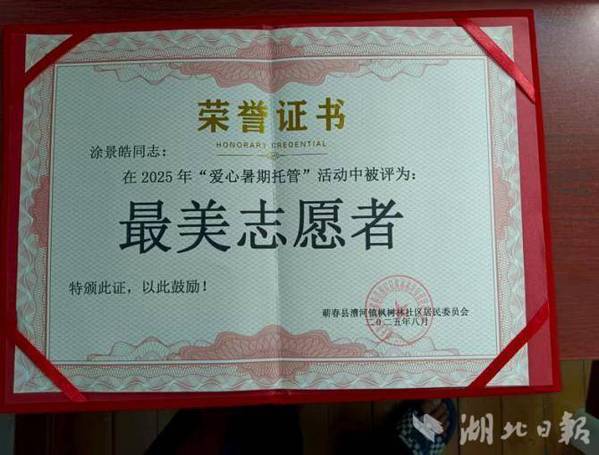 荣誉证书
HONORARY CREDENTIAL
涂景皓同志：
在2025年“爱心暑期托管”活动中被评为：
最美志愿者
特颁此证，以此鼓励！
蕲春县漕河镇枫树林社区居民委员会
二〇二五年八月
湖北日报